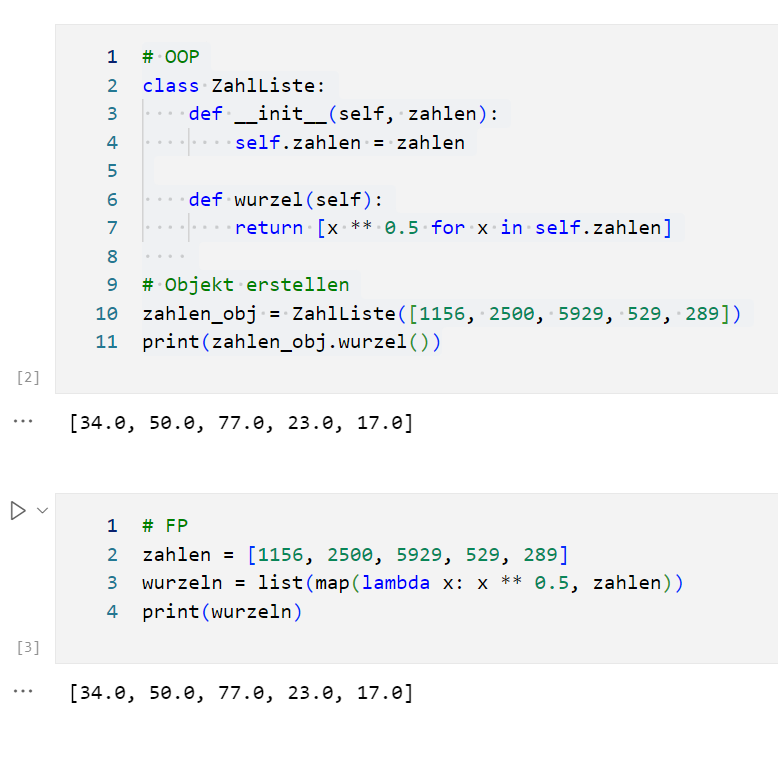 1 # OOP
2 class ZahlListe:
3     def __init__(self, zahlen):
4         self.zahlen = zahlen
5
6     def wurzel(self):
7         return [x ** 0.5 for x in self.zahlen]
8
9 # Objekt erstellen
10 zahlen_obj = ZahlListe([1156, 2500, 5929, 529, 289])
11 print(zahlen_obj.wurzel())
[2]
... [34.0, 50.0, 77.0, 23.0, 17.0]
1 # FP
2 zahlen = [1156, 2500, 5929, 529, 289]
3 wurzeln = list(map(lambda x: x ** 0.5, zahlen))
4 print(wurzeln)
[3]
... [34.0, 50.0, 77.0, 23.0, 17.0]